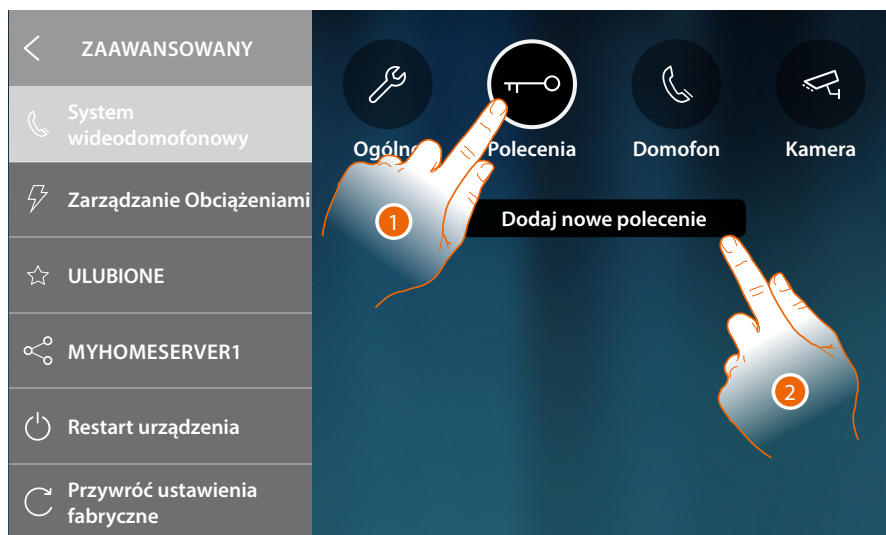 ZAAWANSOWANY
System
wideodomofonowy
Zarządzanie Obciążeniami
ULUBIONE
MYHOMESERVER1
Restart urządzenia
Przywróć ustawienia
fabryczne
Ogólne
Polecenia
Domofon
Kamera
Dodaj nowe polecenie
1
2